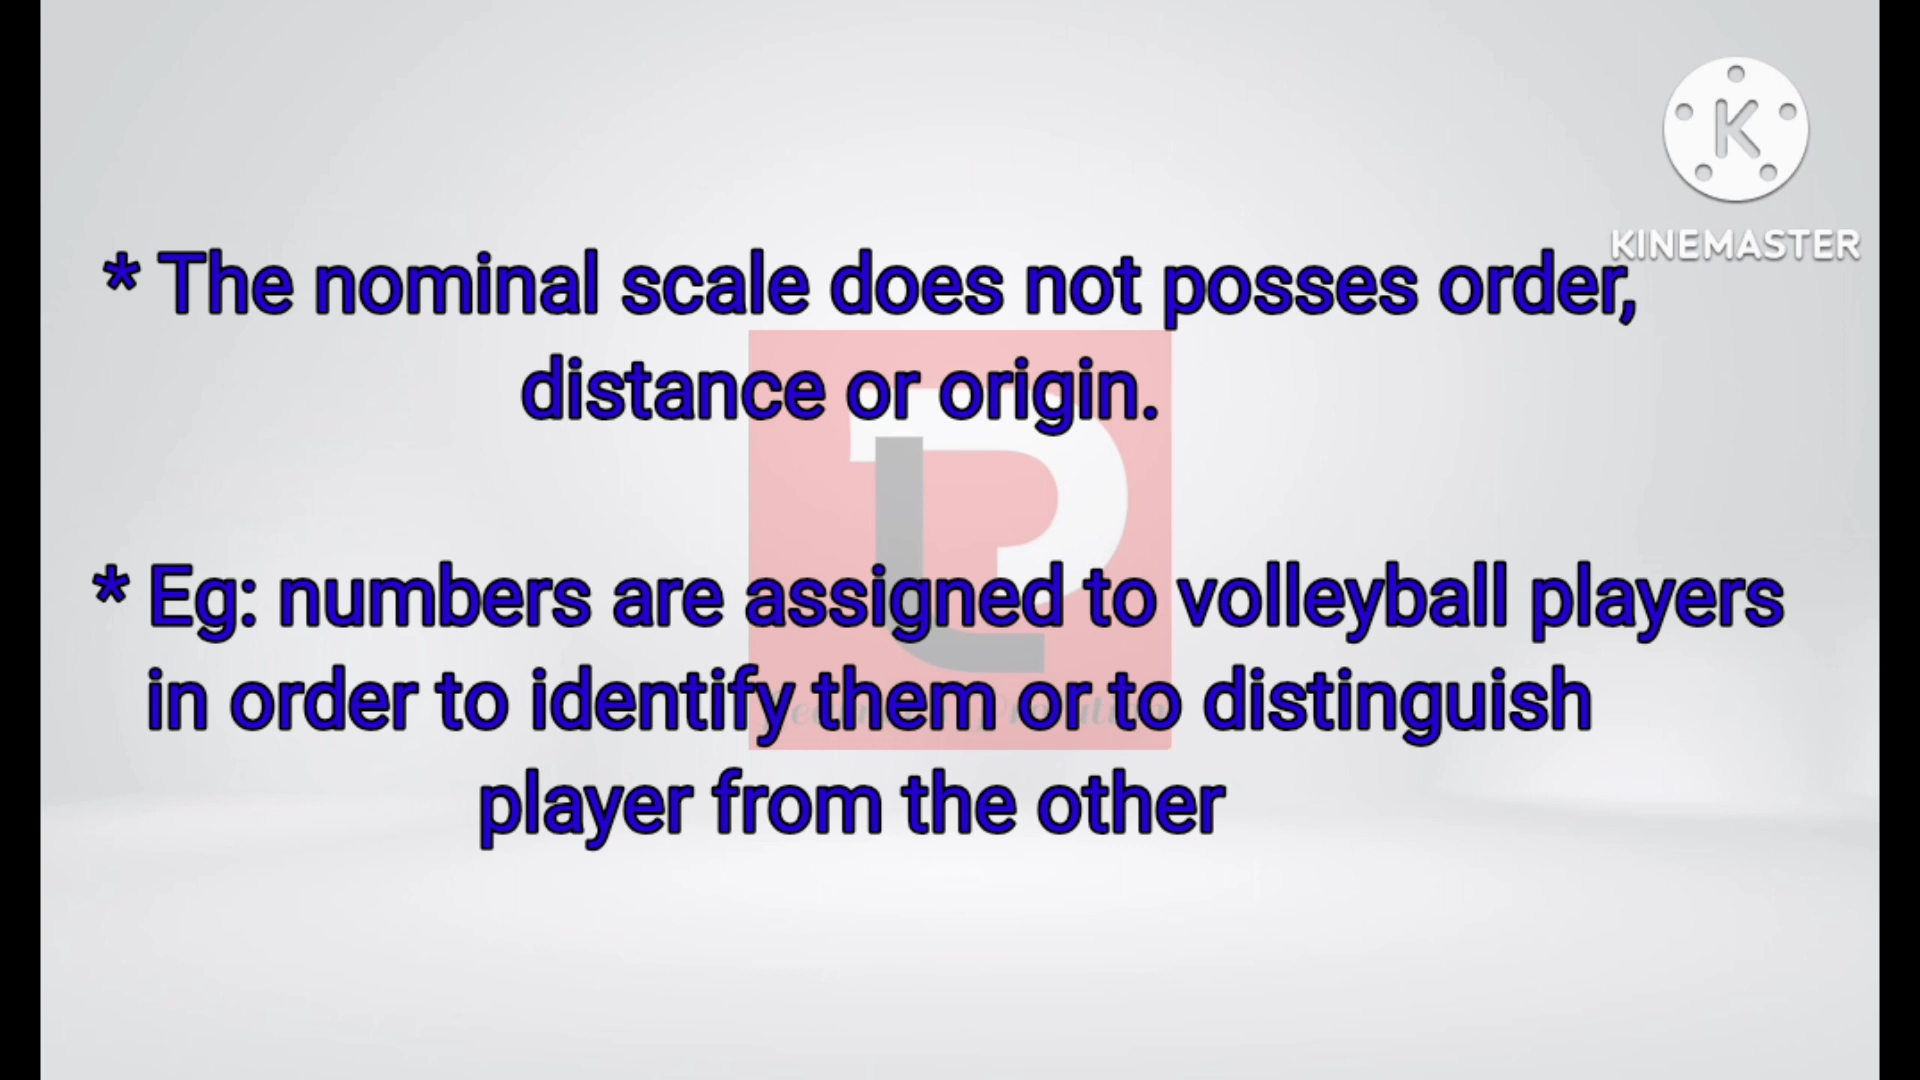 K
KINEMASTER
* The nominal scale does not posses order,
distance or origin.
* Eg: numbers are assigned to volleyball players
in order to identify them or to distinguish
player from the other